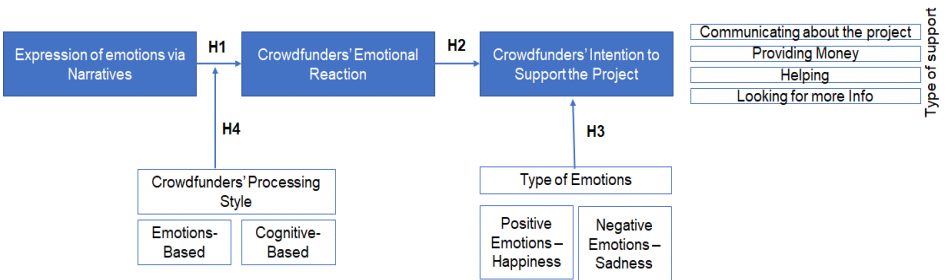 Expression of emotions via
Narratives
H1
Crowdfunders' Emotional
Reaction
H2
Crowdfunders' Intention to
Support the Project
Communicating about the project
Providing Money
Helping
Looking for more Info
Type of support
H4
H3
Crowdfunders' Processing
Style
Emotions-
Based
Cognitive-
Based
Type of Emotions
Positive
Emotions –
Happiness
Negative
Emotions –
Sadness